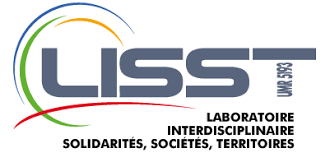 LISST
UMR 5193
LABORATOIRE
INTERDISCIPLINAIRE
SOLIDARITÉS, SOCIÉTÉS, TERRITOIRES